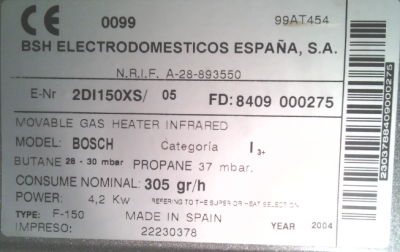 CE 0099 99AT454
BSH ELECTRODOMESTICOS ESPAÑA, S.A.
N.R.I.F. A-28-893550
E-Nr 2DI150XS/ 05 FD: 8409 000275
MOVABLE GAS HEATER INFRARED
MODEL: BOSCH Categoría I 3+
BUTANE 28 - 30 mbar PROPANE 37 mbar.
CONSUME NOMINAL: 305 gr/h
POWER: 4,2 Kw REFERING TO THE SUPERIOR HEAT SELECTION
TYPE: F-150 MADE IN SPAIN
IMPRESO: 22230378 YEAR 2004
2303788409000275